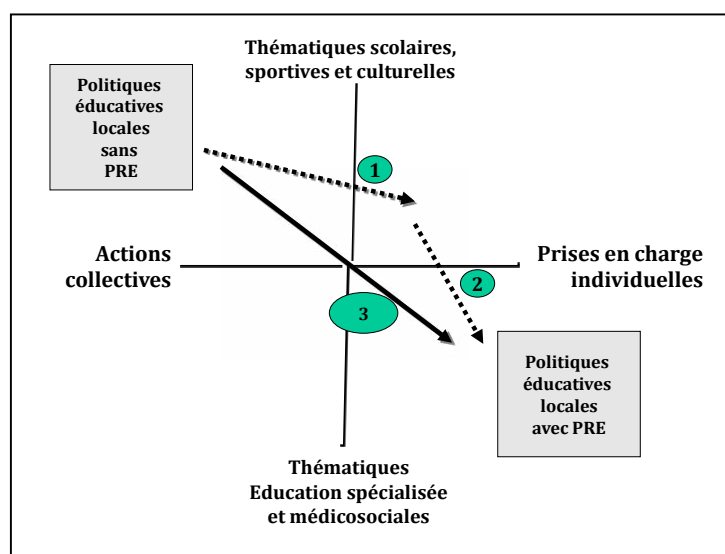 Thématiques scolaires,
sportives et culturelles
Politiques
éducatives
locales
sans
PRE
1
Actions
collectives
Prises en charge
individuelles
2
3
Politiques
éducatives
locales
avec PRE
Thématiques
Education spécialisée
et médicosociales